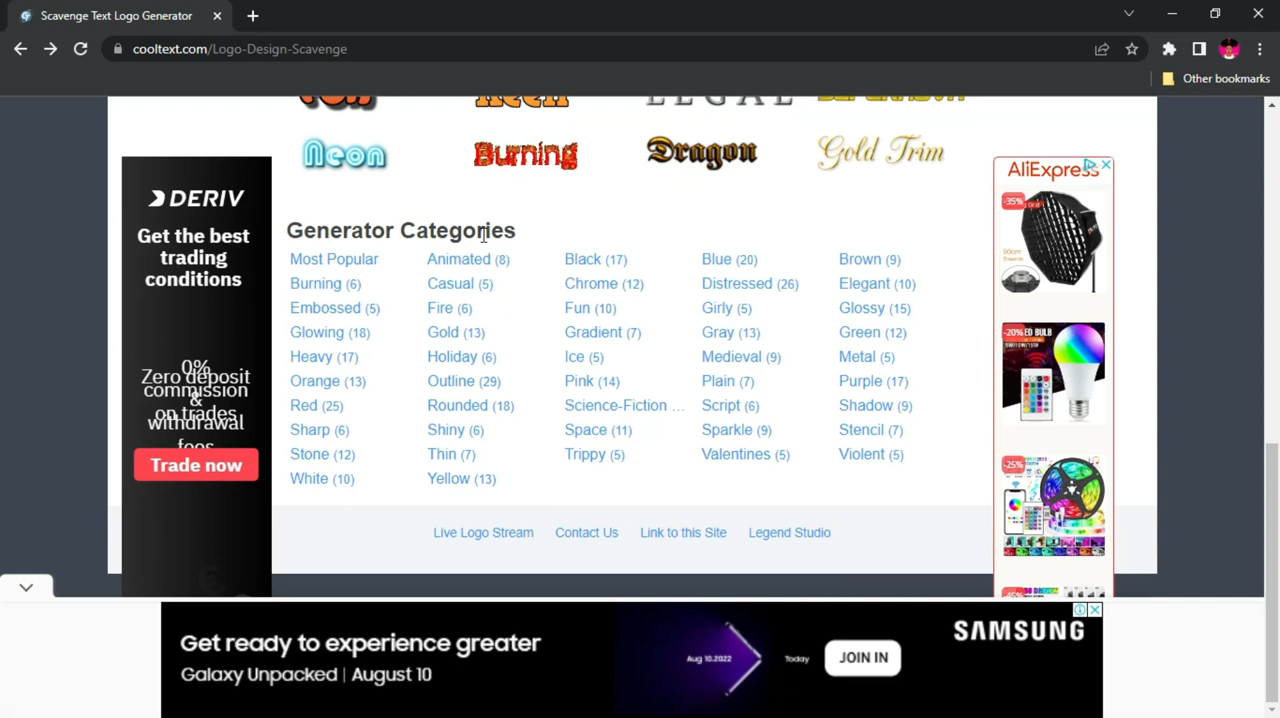 Scavenge Text Logo Generator
cooltext.com/Logo-Design-Scavenge
Other bookmarks
LEGAL
Neon
Burning
Dragon
Gold Trim
DERIV
Get the best
trading
conditions
0%
Zero deposit
commission
&
on trades
withdrawal
fees
Trade now
Generator Categories
Most Popular
Animated (8)
Black (17)
Blue (20)
Brown (9)
Burning (6)
Casual (5)
Chrome (12)
Distressed (26)
Elegant (10)
Embossed (5)
Fire (6)
Fun (10)
Girly (5)
Glossy (15)
Glowing (18)
Gold (13)
Gradient (7)
Gray (13)
Green (12)
Heavy (17)
Holiday (6)
Ice (5)
Medieval (9)
Metal (5)
Orange (13)
Outline (29)
Pink (14)
Plain (7)
Purple (17)
Red (25)
Rounded (18)
Science-Fiction ...
Script (6)
Shadow (9)
Sharp (6)
Shiny (6)
Space (11)
Sparkle (9)
Stencil (7)
Stone (12)
Thin (7)
Trippy (5)
Valentines (5)
Violent (5)
White (10)
Yellow (13)
Live Logo Stream
Contact Us
Link to this Site
Legend Studio
AliExpress
-35%
-20%
ED BULB
-25%
Get ready to experience greater
Galaxy Unpacked | August 10
Aug 10.2022
Today
JOIN IN
SAMSUNG